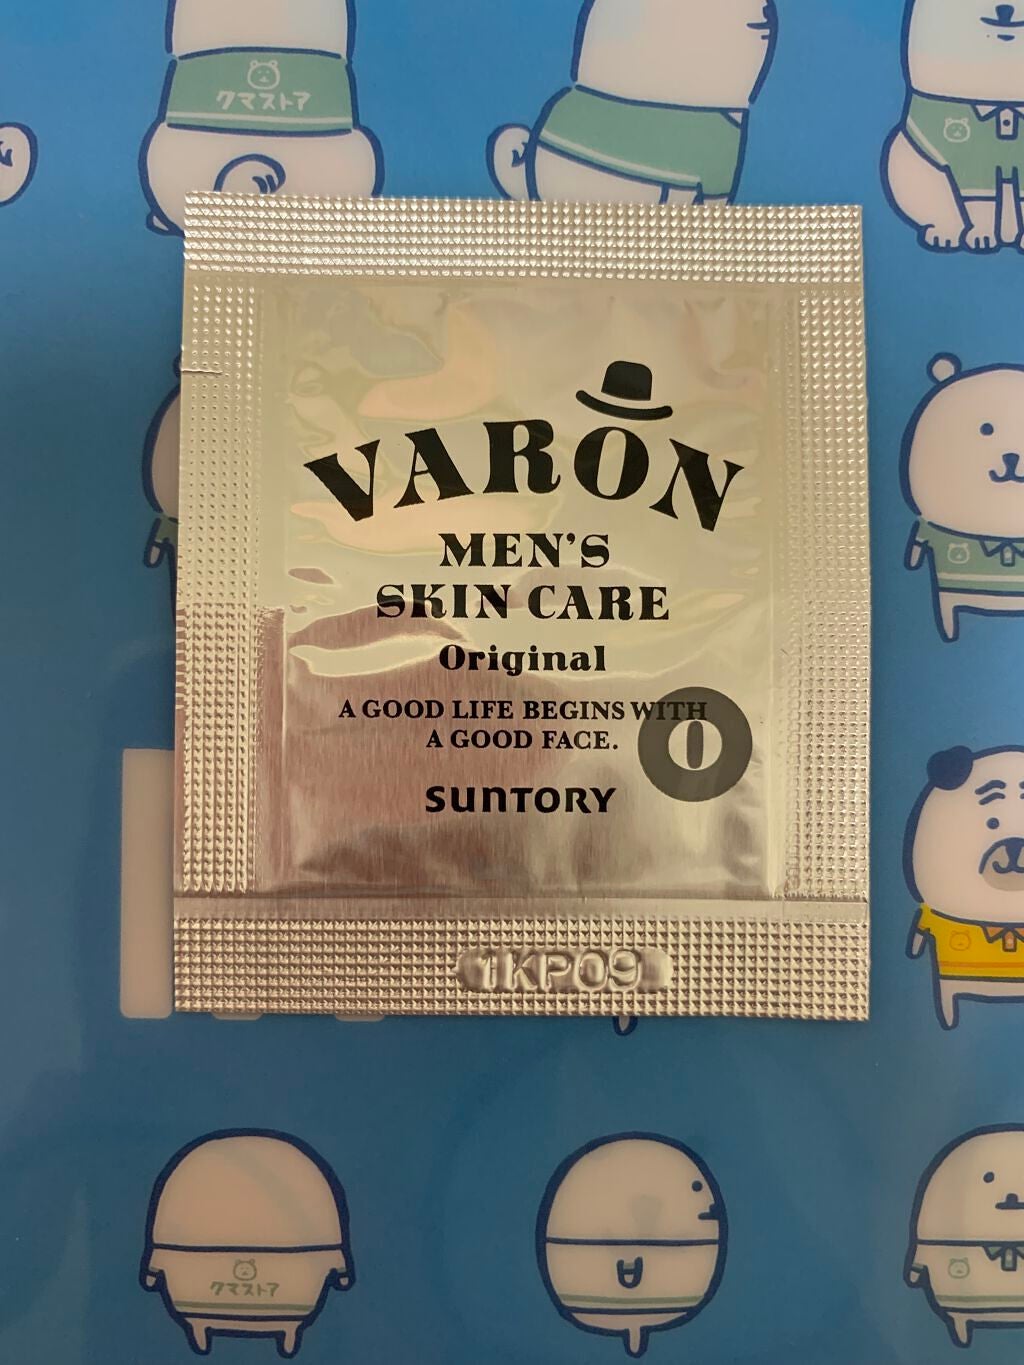 クマストア
VARON
MEN'S
SKIN CARE
Original
A GOOD LIFE BEGINS WITH
A GOOD FACE.
O
SUNTORY
1KP09
クマストア